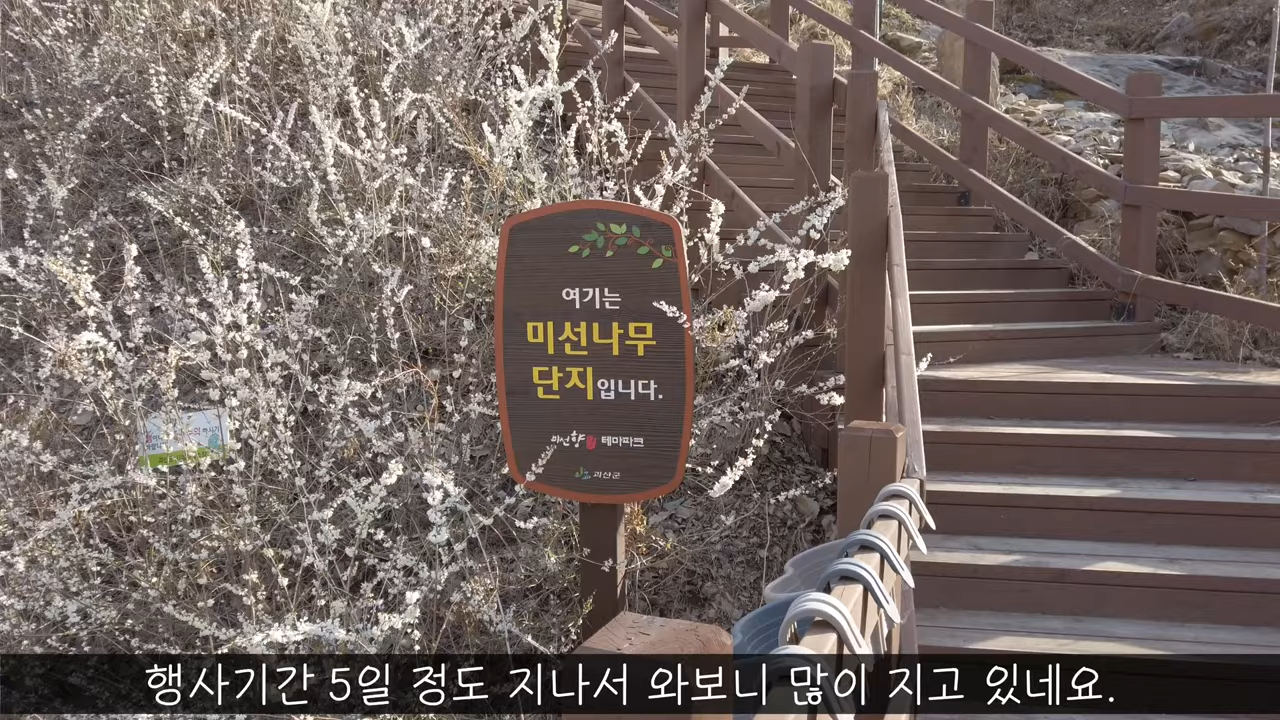 여기는
미선나무
단지입니다.
미선향 테마파크
괴산군
행사기간 5일 정도 지나서 와보니 많이 지고 있네요.